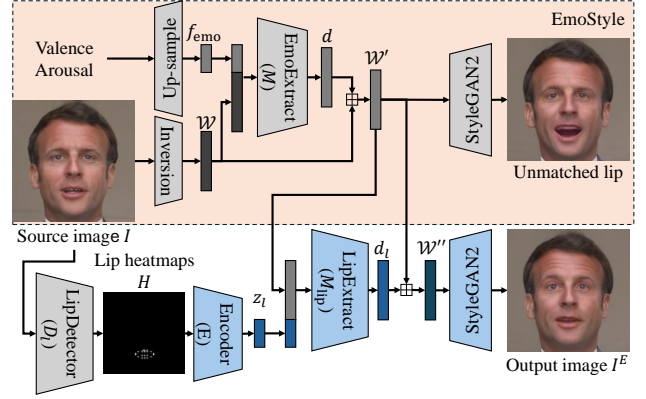 EmoStyle
Valence
Arousal
Up-sample
f_emo
EmoExtract
(M)
d
W′
StyleGAN2
Inversion
W
Unmatched lip
Source image I
Lip heatmaps
H
LipDetector
(D_l)
Encoder
(E)
z_l
LipExtract
(M_lip)
d_l
W″
StyleGAN2
Output image I^E